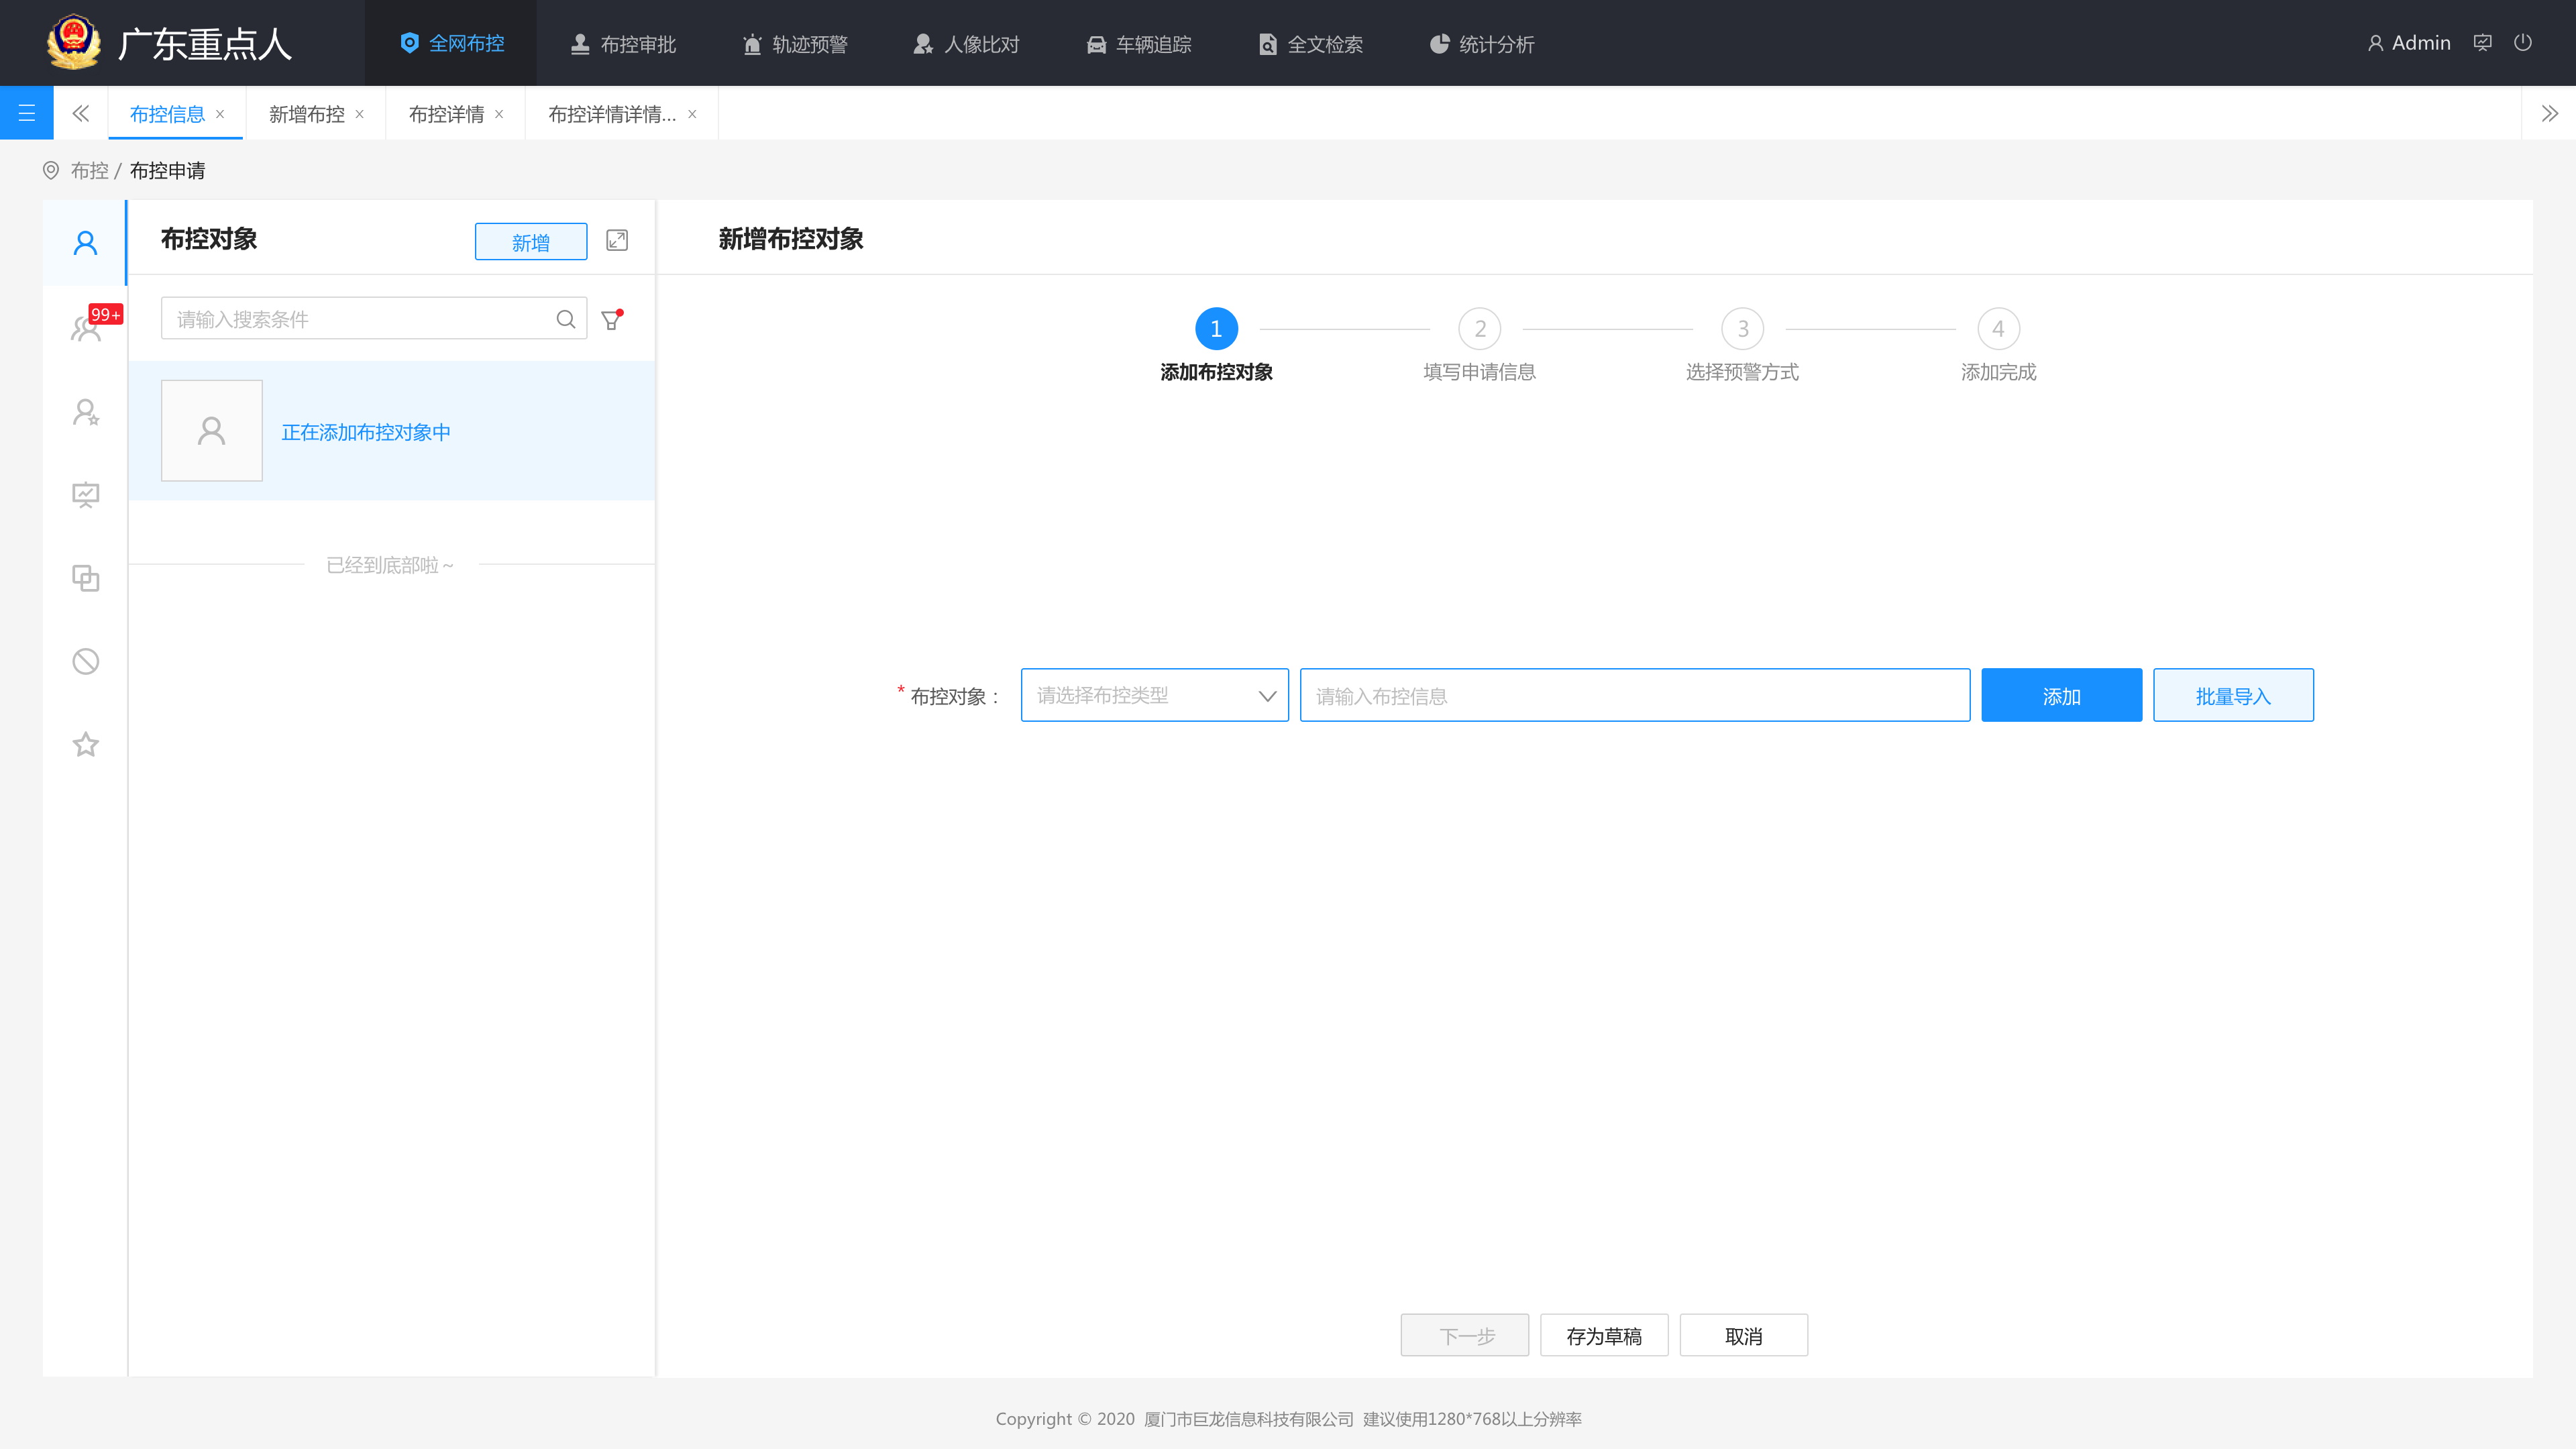 广东重点人
全网布控
布控审批
轨迹预警
人像比对
车辆追踪
全文检索
统计分析
Admin
布控信息 ×
新增布控 ×
布控详情 ×
布控详情详情... ×
布控 / 布控申请
布控对象
新增
新增布控对象
99+
请输入搜索条件
1
2
3
4
添加布控对象
填写申请信息
选择预警方式
添加完成
正在添加布控对象中
已经到底部啦~
* 布控对象：
请选择布控类型
请输入布控信息
添加
批量导入
下一步
存为草稿
取消
Copyright © 2020 厦门市巨龙信息科技有限公司 建议使用1280*768以上分辨率